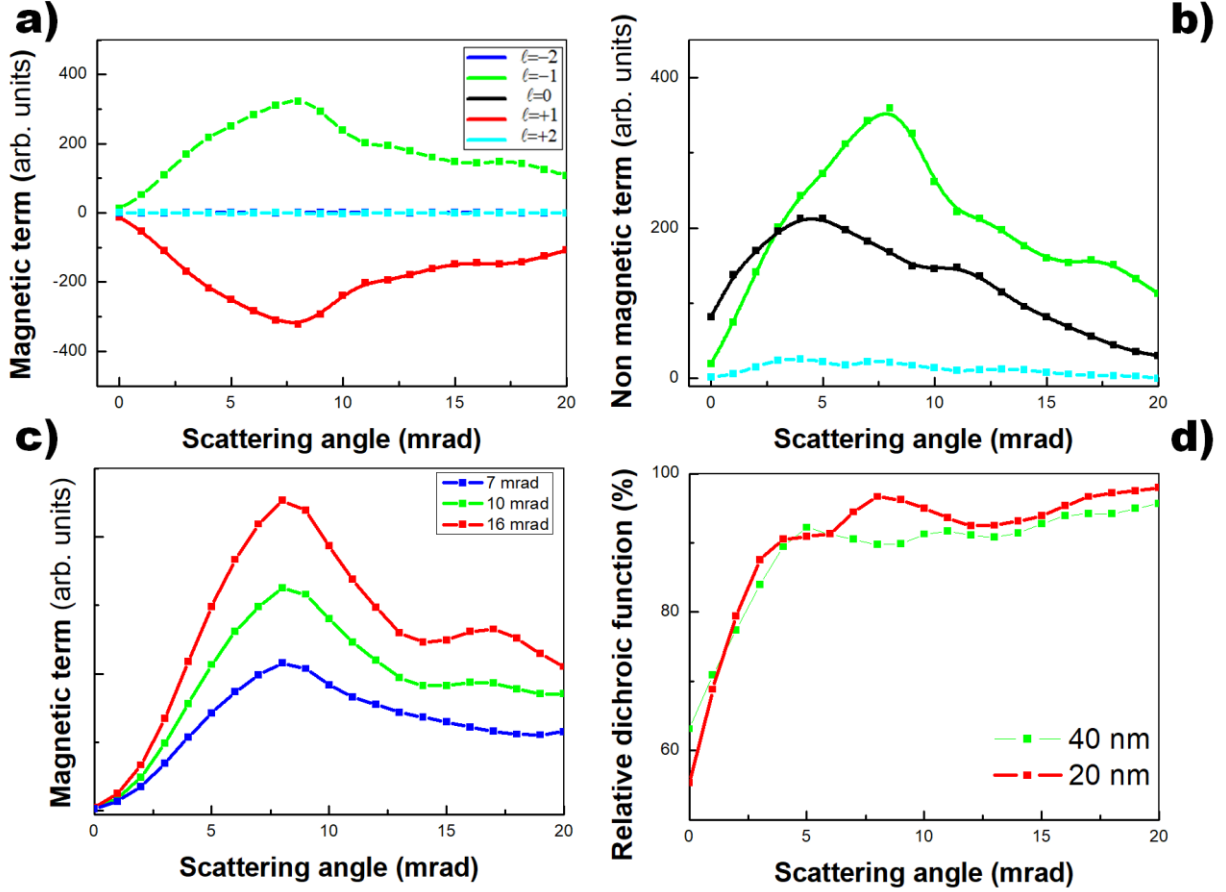 a)
Magnetic term (arb. units)
400
200
0
-200
-400
ℓ=−2
ℓ=−1
ℓ=0
ℓ=+1
ℓ=+2
0 5 10 15 20
Scattering angle (mrad)
b)
Non magnetic term (arb. units)
400
200
0
0 5 10 15 20
Scattering angle (mrad)
c)
Magnetic term (arb. units)
7 mrad
10 mrad
16 mrad
0 5 10 15 20
Scattering angle (mrad)
d)
Relative dichroic function (%)
100
80
60
40 nm
20 nm
0 5 10 15 20
Scattering angle (mrad)